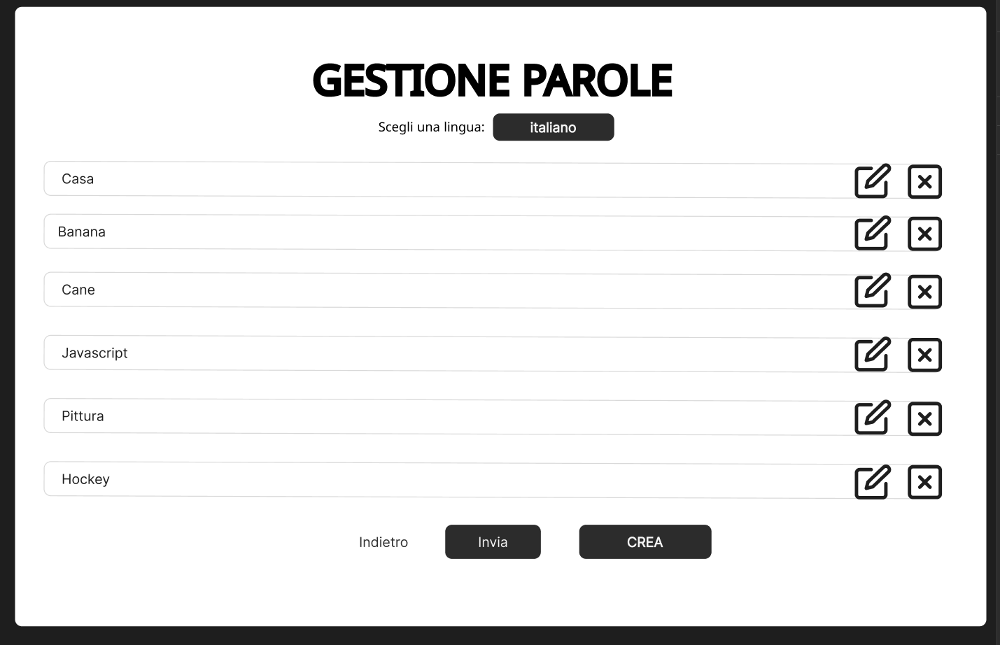 GESTIONE PAROLE
Scegli una lingua: italiano
Casa
Banana
Cane
Javascript
Pittura
Hockey
Indietro Invia CREA